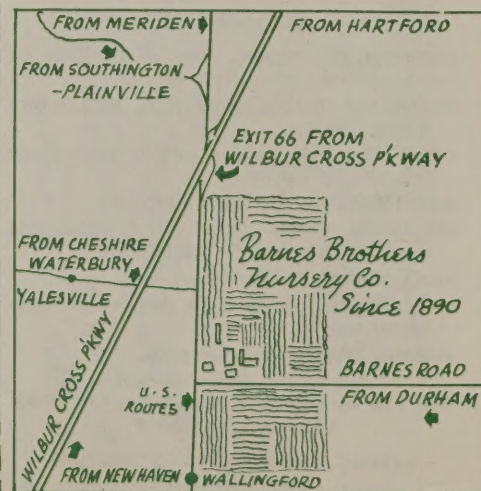 FROM MERIDEN
FROM HARTFORD
FROM SOUTHINGTON
-PLAINVILLE
EXIT 66 FROM
WILBUR CROSS P'KWAY
FROM CHESHIRE
WATERBURY
YALESVILLE
Barnes Brothers
Nursery Co.
Since 1890
WILBUR CROSS P'KWY
BARNES ROAD
U.S.
ROUTE 5
FROM DURHAM
FROM NEW HAVEN
WALLINGFORD